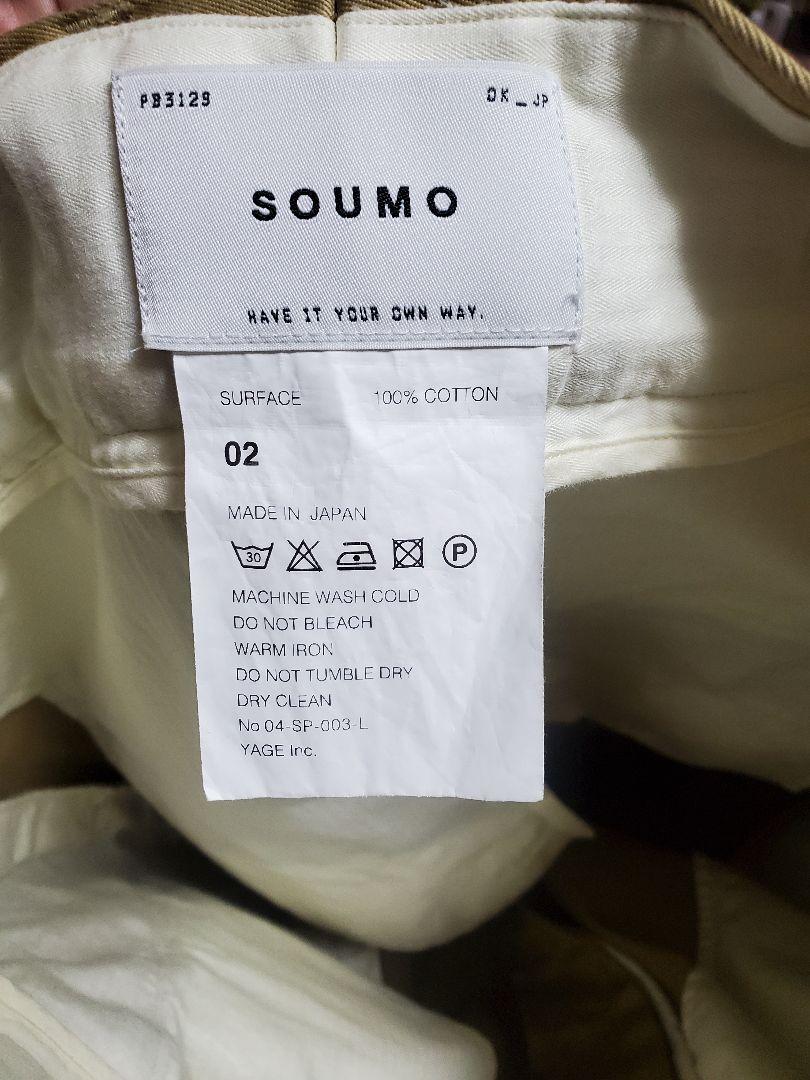 PB3129 OK_JP
SOUMO
HAVE IT YOUR OWN WAY.
SURFACE 100% COTTON
02
MADE IN JAPAN
30 P
MACHINE WASH COLD
DO NOT BLEACH
WARM IRON
DO NOT TUMBLE DRY
DRY CLEAN
No 04-SP-003-L
YAGE Inc.